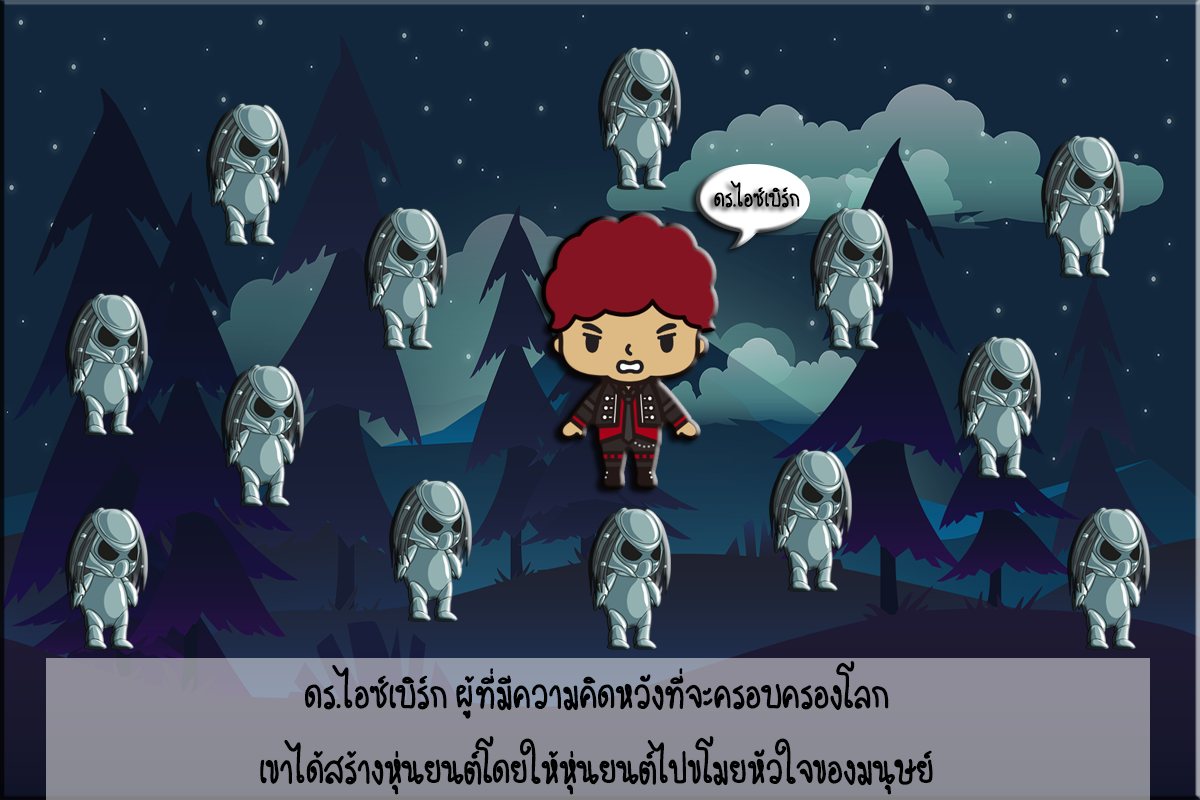 ดร.ไอซ์เบิร์ก
ดร.ไอซ์เบิร์ก ผู้ที่มีความคิดหวังที่จะครอบครองโลก
เขาได้สร้างหุ่นยนต์โดยให้หุ่นยนต์ไปขโมยหัวใจของมนุษย์